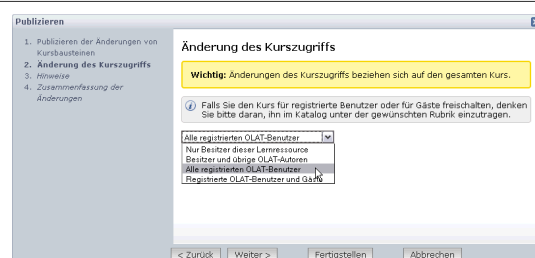 Publizieren
1. Publizieren der Änderungen von
Kursbausteinen
2. Änderung des Kurszugriffs
3. Hinweise
4. Zusammenfassung der
Änderungen
Änderung des Kurszugriffs
Wichtig: Änderungen des Kurszugriffs beziehen sich auf den gesamten Kurs.
Falls Sie den Kurs für registrierte Benutzer oder für Gäste freischalten, denken
Sie bitte daran, ihn im Katalog unter der gewünschten Rubrik einzutragen.
Alle registrierten OLAT-Benutzer
Nur Besitzer dieser Lernressource
Besitzer und übrige OLAT-Autoren
Alle registrierten OLAT-Benutzer
Registrierte OLAT-Benutzer und Gäste
< Zurück Weiter > Fertigstellen Abbrechen